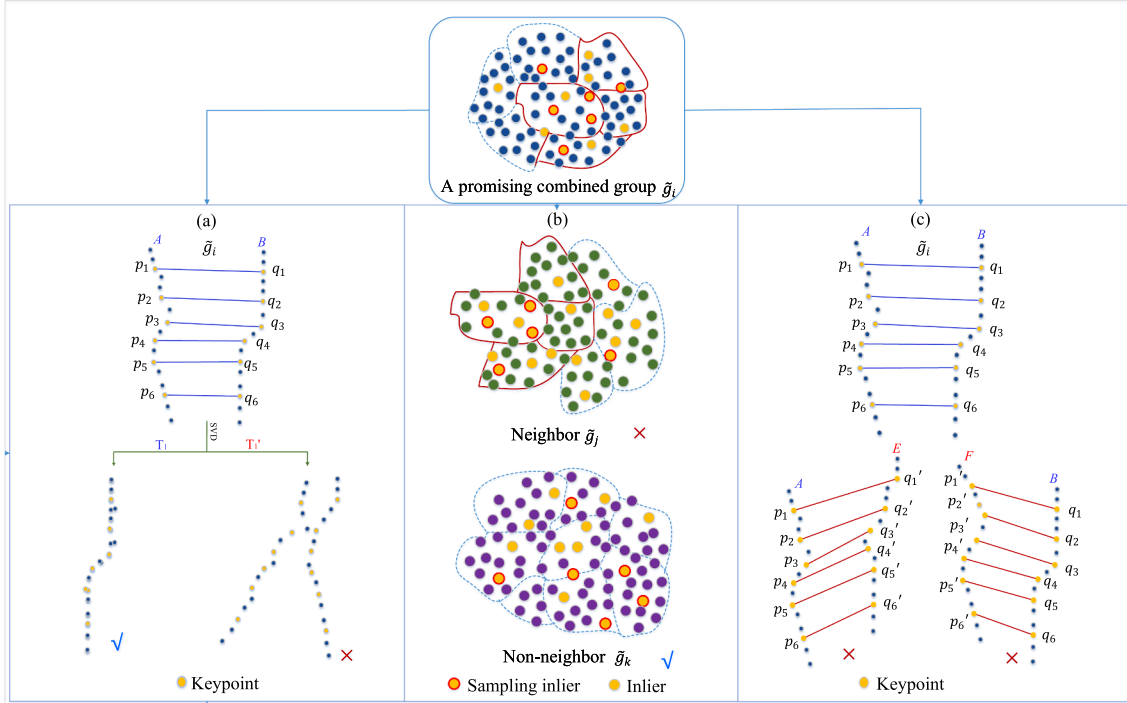 A promising combined group g̃ᵢ
(a)
A
B
g̃ᵢ
p₁
q₁
p₂
q₂
p₃
q₃
p₄
q₄
p₅
q₅
p₆
q₆
SVD
T₁
T₁'
√
×
Keypoint
(b)
Neighbor g̃ⱼ
×
Non-neighbor g̃ₖ
√
Sampling inlier
Inlier
(c)
A
B
g̃ᵢ
p₁
q₁
p₂
q₂
p₃
q₃
p₄
q₄
p₅
q₅
p₆
q₆
A
E
p₁
q₁′
p₂
q₂′
p₃
q₃′
p₄
q₄′
p₅
q₅′
p₆
q₆′
×
F
B
p₁′
q₁
p₂′
q₂
p₃′
q₃
p₄′
q₄
p₅′
q₅
p₆′
q₆
×
Keypoint